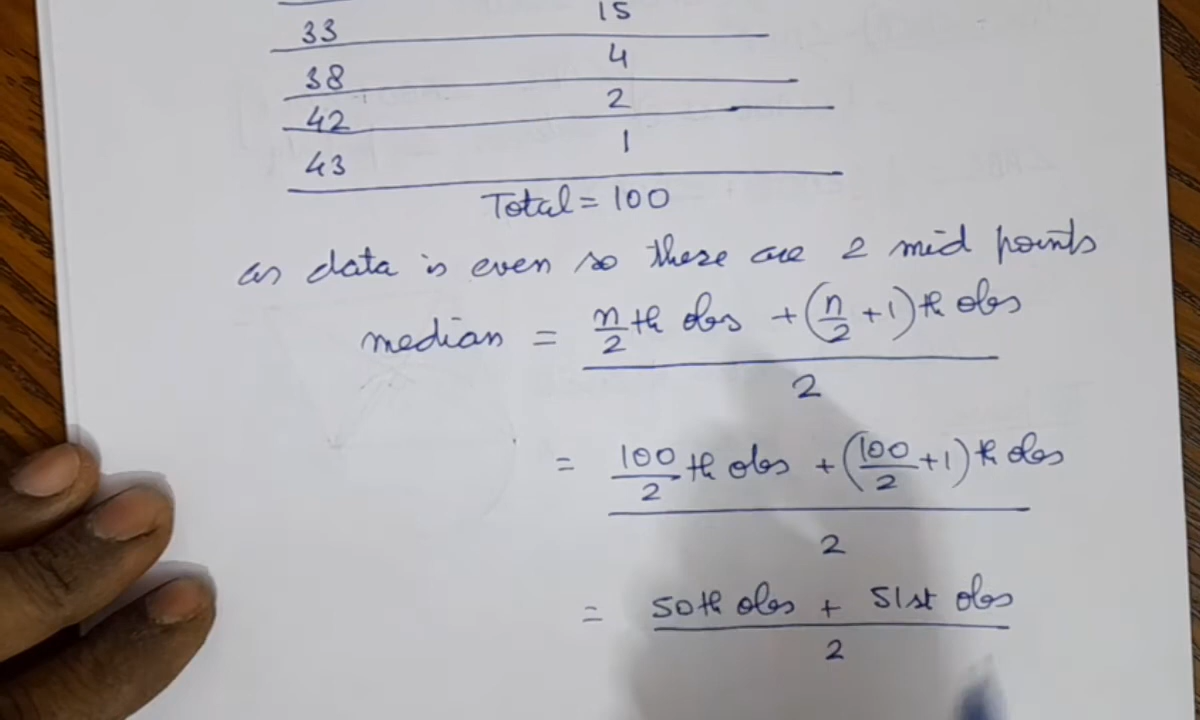 33 15
38 4
42 2
43 1
Total = 100
as data is even so there are 2 mid points
median = n/2 th obs + (n/2 + 1) th obs
2
= 100/2 th obs + (100/2 + 1) th obs
2
= 50th obs + 51st obs
2